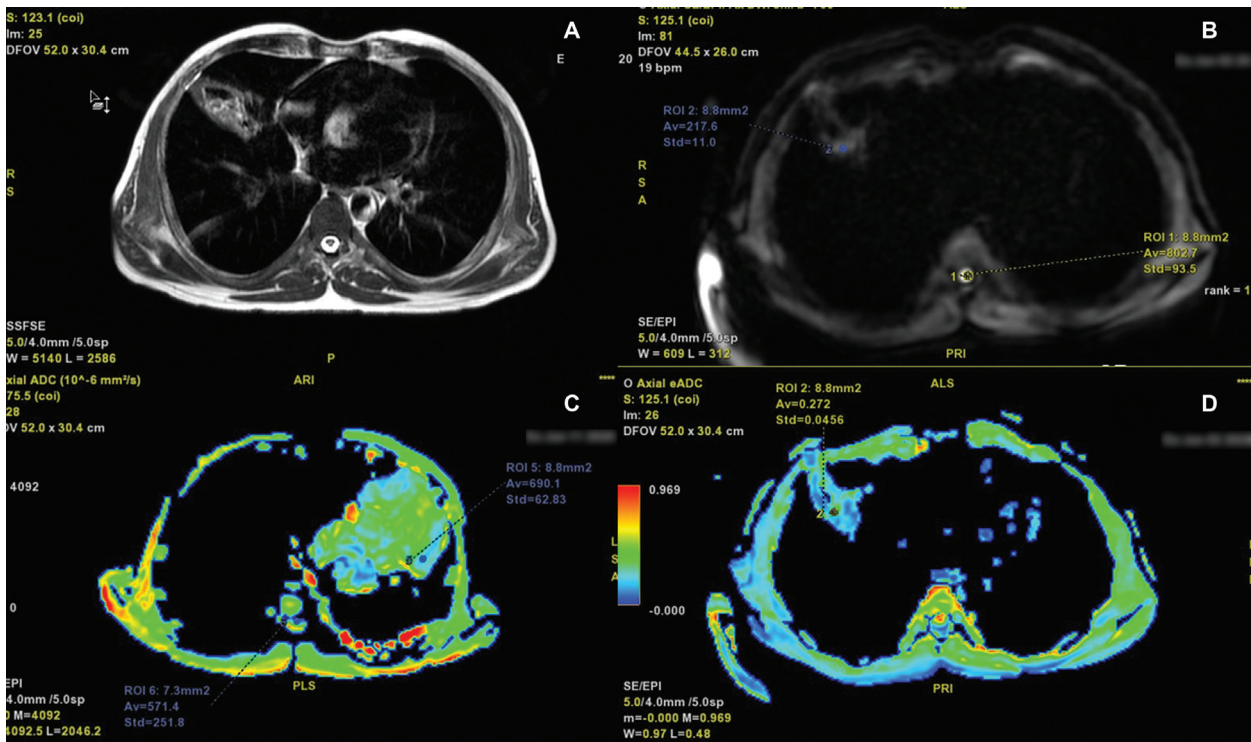 S: 123.1 (coi)
Im: 25
DFOV 52.0 x 30.4 cm
A
E
R
S
SSFSE
5.0/4.0mm /5.0sp
W = 5140 L = 2586
P
S: 125.1 (coi)
Im: 81
DFOV 44.5 x 26.0 cm
20
19 bpm
B
ROI 2: 8.8mm2
Av=217.6
Std=11.0
R
S
A
2
ROI 1: 8.8mm2
Av=802.7
Std=93.5
1
rank = 1
SE/EPI
5.0/4.0mm /5.0sp
W = 609 L = 312
PRI
xial ADC (10^-6 mm²/s)
75.5 (coi)
28
OV 52.0 x 30.4 cm
ARI
****
C
4092
ROI 5: 8.8mm2
Av=690.1
Std=62.83
L
S
A
0
ROI 6: 7.3mm2
Av=571.4
Std=251.8
PLS
EPI
4.0mm /5.0sp
0 M=4092
4092.5 L=2046.2
O Axial eADC
S: 125.1 (coi)
Im: 26
DFOV 52.0 x 30.4 cm
ROI 2: 8.8mm2
Av=0.272
Std=0.0456
ALS
D
0.969
2
-0.000
SE/EPI
5.0/4.0mm /5.0sp
m=-0.000 M=0.969
W=0.97 L=0.48
PRI